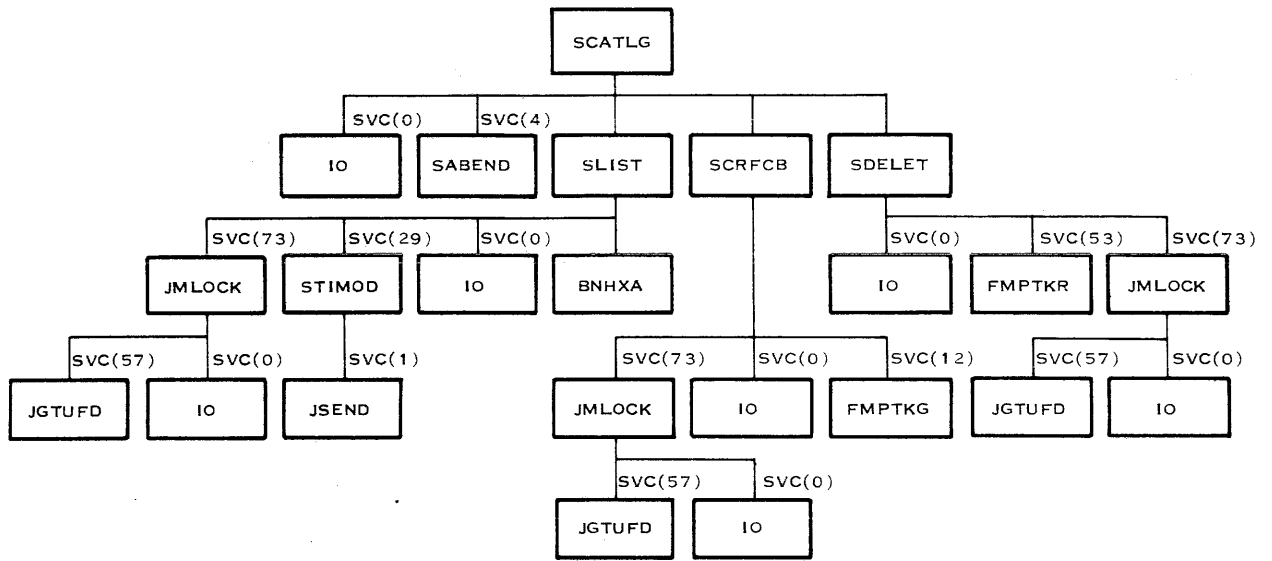 SCATLG
SVC(0) SVC(4)
IO SABEND SLIST SCRFCB SDELET
SVC(73) SVC(29) SVC(0) SVC(0) SVC(53) SVC(73)
JMLOCK STIMOD IO BNHXA IO FMPTKR JMLOCK
SVC(57) SVC(0) SVC(1) SVC(73) SVC(0) SVC(12) SVC(57) SVC(0)
JGTUFD IO JSEND JMLOCK IO FMPTKG JGTUFD IO
SVC(57) SVC(0)
JGTUFD IO